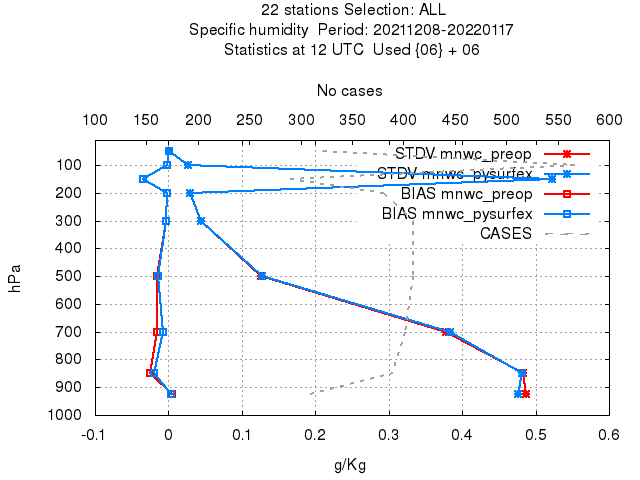 22 stations Selection: ALL
Specific humidity  Period: 20211208-20220117
Statistics at 12 UTC  Used {06} + 06
No cases
100 150 200 250 300 350 400 450 500 550 600
STDV mnwc_preop
STDV mnwc_pysurfex
BIAS mnwc_preop
BIAS mnwc_pysurfex
CASES
hPa
100
200
300
400
500
600
700
800
900
1000
-0.1 0 0.1 0.2 0.3 0.4 0.5 0.6
g/Kg